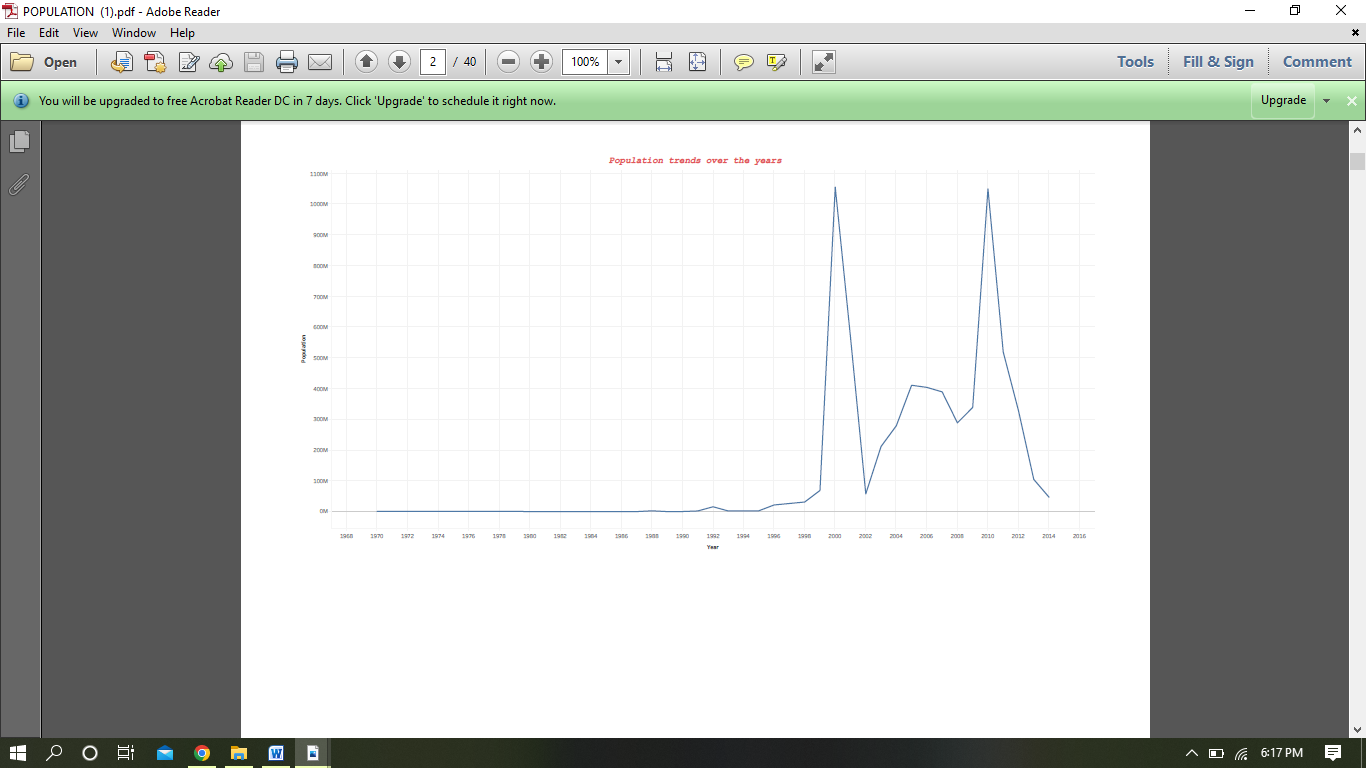 POPULATION (1).pdf - Adobe Reader
File Edit View Window Help
Open 2 / 40 100% Tools Fill & Sign Comment
You will be upgraded to free Acrobat Reader DC in 7 days. Click 'Upgrade' to schedule it right now. Upgrade
Population trends over the years
1100M
1000M
900M
800M
700M
600M
500M
400M
300M
200M
100M
0M
Population
1968 1970 1972 1974 1976 1978 1980 1982 1984 1986 1988 1990 1992 1994 1996 1998 2000 2002 2004 2006 2008 2010 2012 2014 2016
Year
6:17 PM